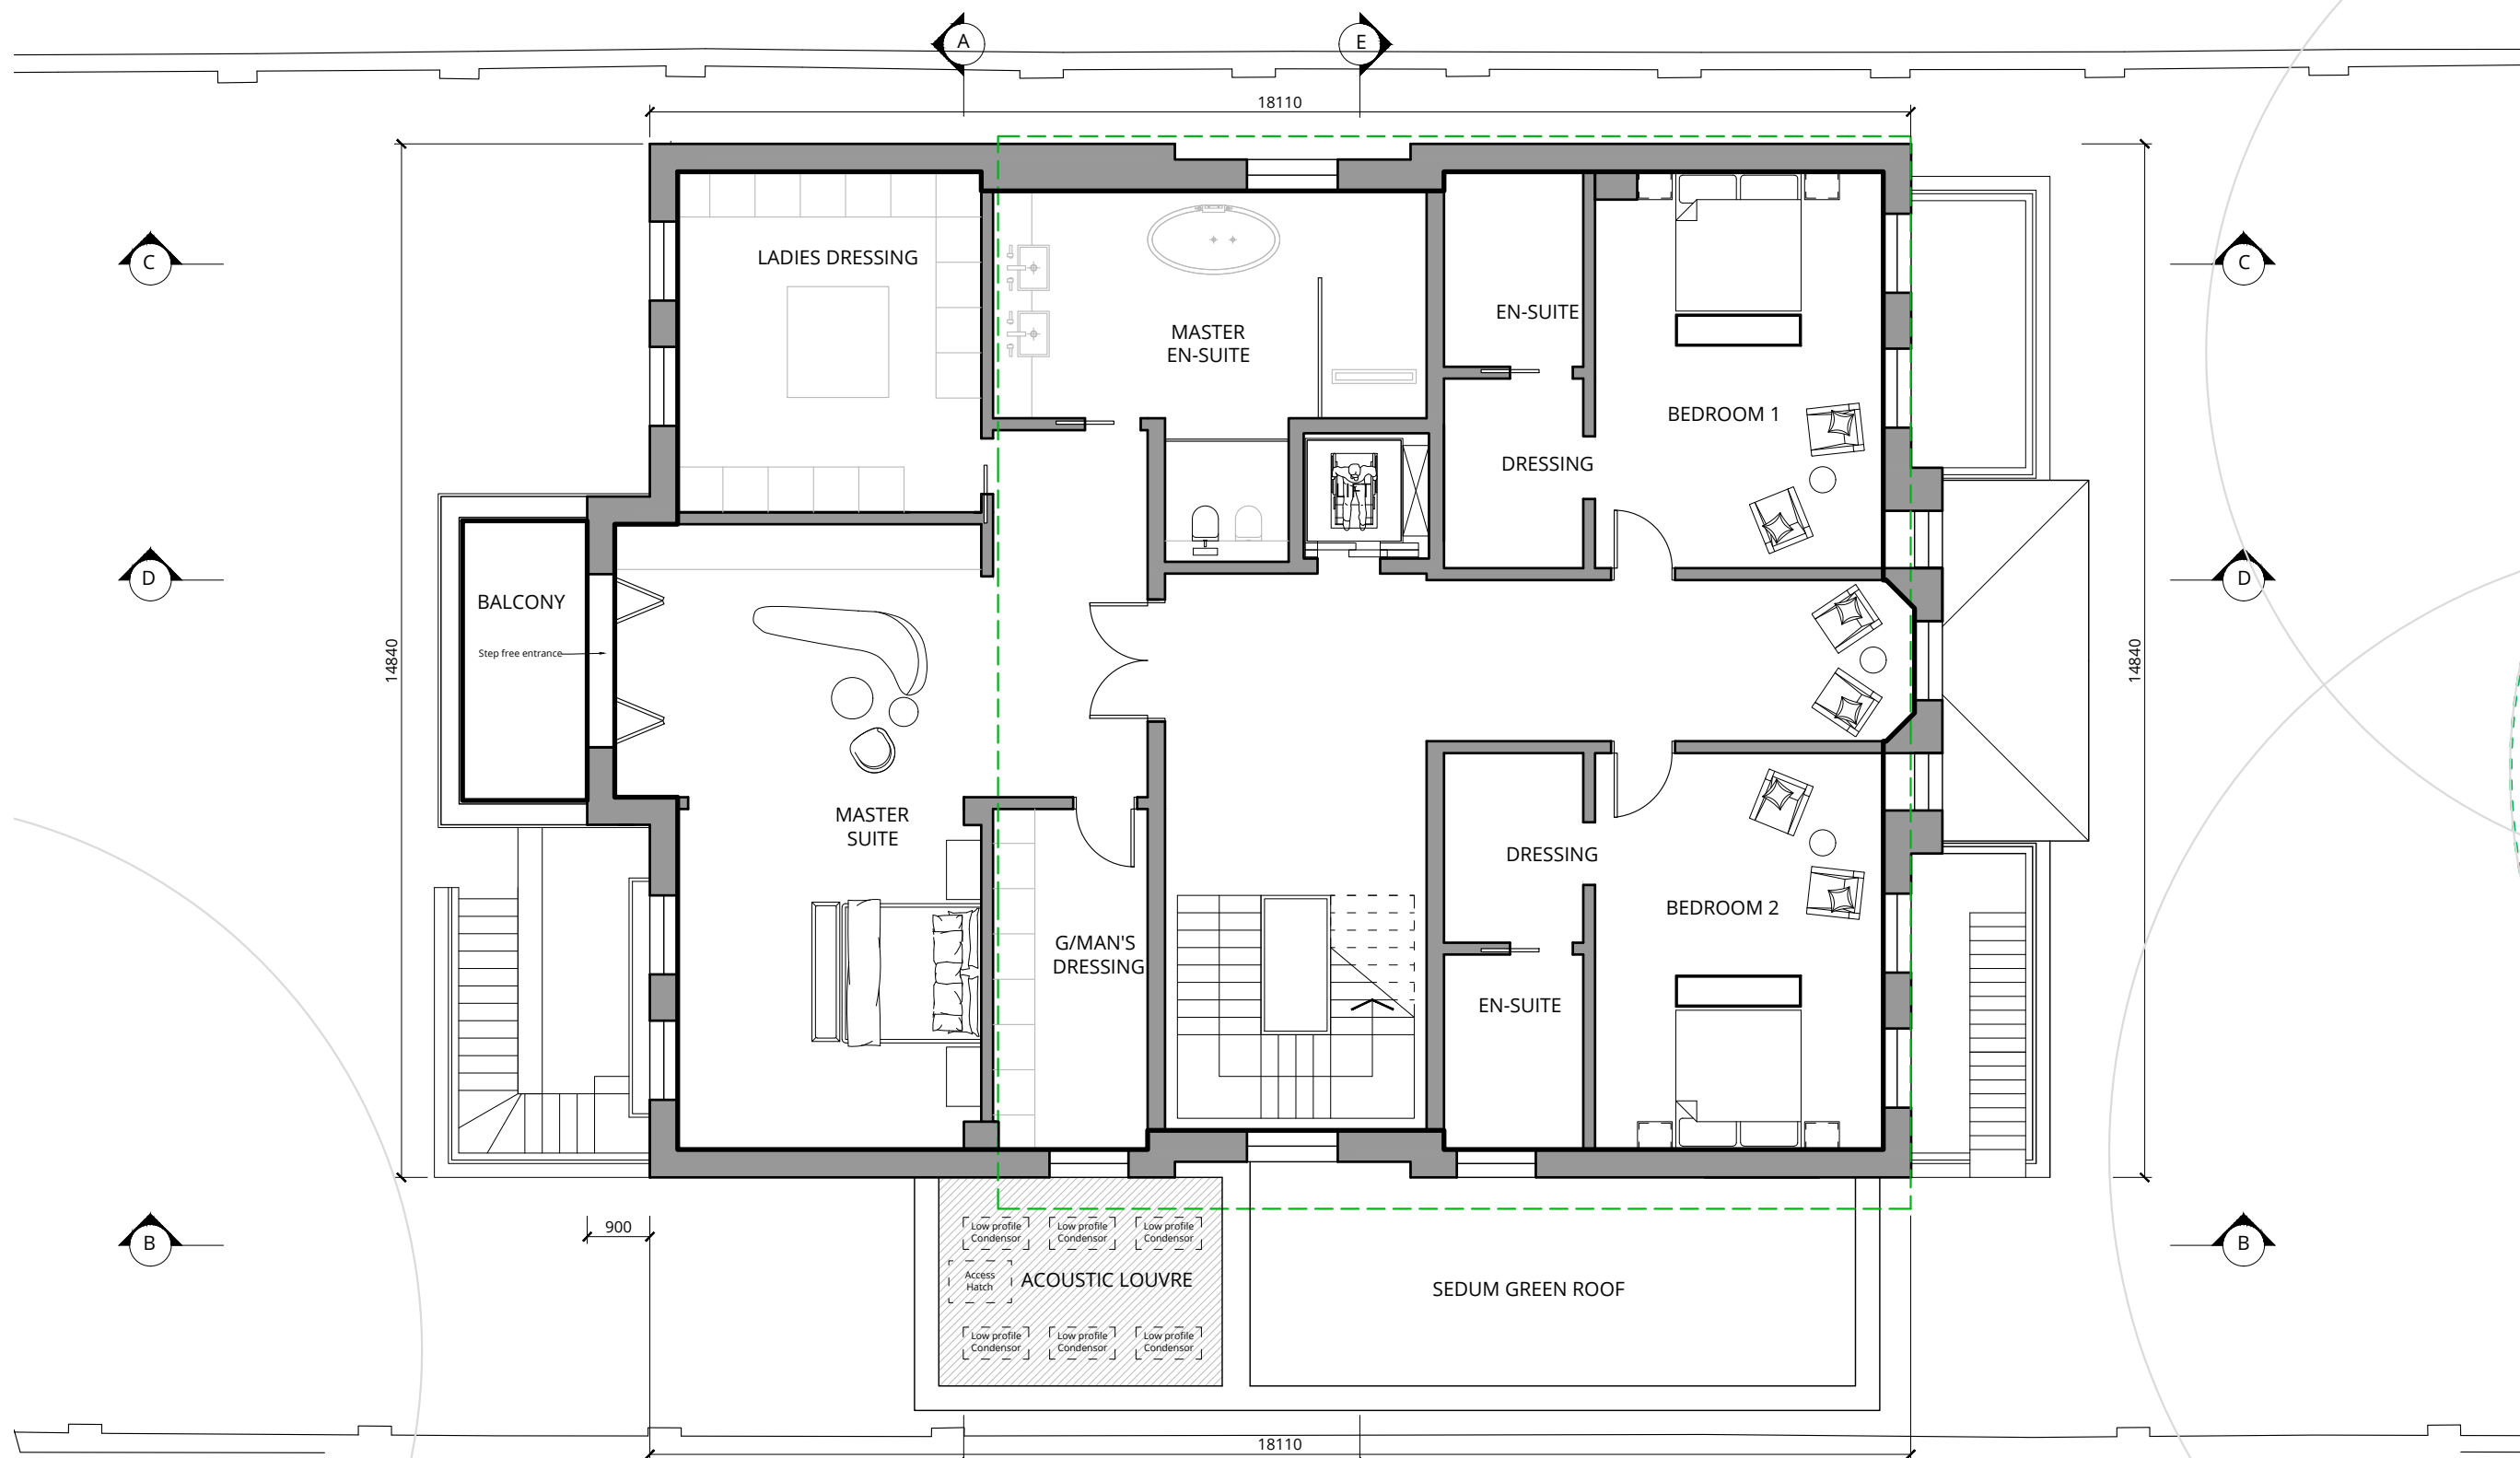 A
E
18110
C
LADIES DRESSING
C
EN-SUITE
MASTER
EN-SUITE
BEDROOM 1
DRESSING
D
D
BALCONY
Step free entrance
14840
14840
MASTER
SUITE
DRESSING
BEDROOM 2
G/MAN'S
DRESSING
EN-SUITE
900
Low profile
Condensor
Low profile
Condensor
Low profile
Condensor
B
B
Access
Hatch
ACOUSTIC LOUVRE
SEDUM GREEN ROOF
Low profile
Condensor
Low profile
Condensor
Low profile
Condensor
18110